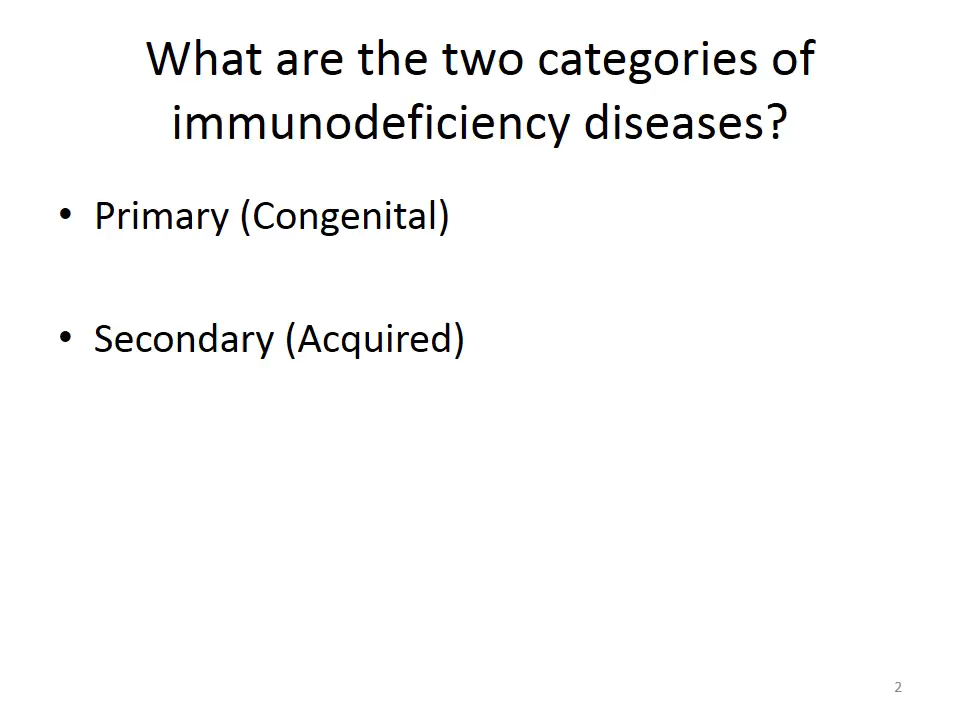 What are the two categories of
immunodeficiency diseases?
• Primary (Congenital)
• Secondary (Acquired)
2